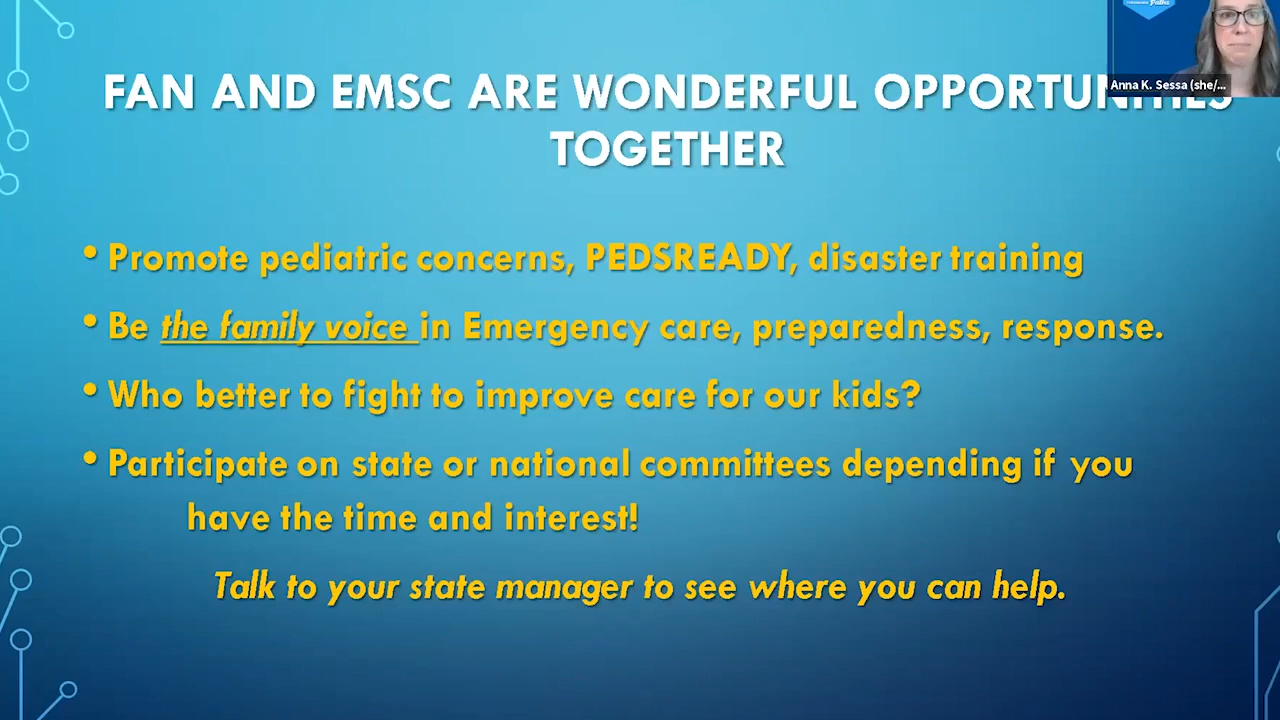 FAN AND EMSC ARE WONDERFUL OPPORTUNITIES
TOGETHER
Anna K. Sessa (she/...
• Promote pediatric concerns, PEDSREADY, disaster training
• Be the family voice in Emergency care, preparedness, response.
• Who better to fight to improve care for our kids?
• Participate on state or national committees depending if you
have the time and interest!
Talk to your state manager to see where you can help.